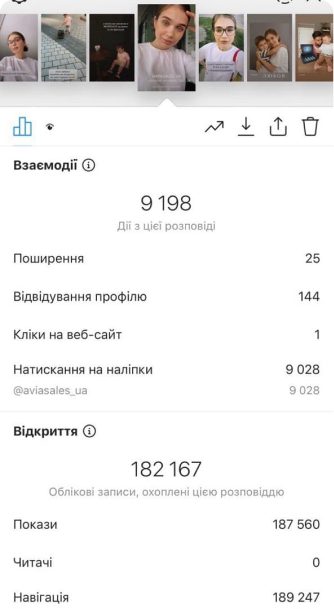 Взаємодії
9 198
Дії з цієї розповіді
Поширення 25
Відвідування профілю 144
Кліки на веб-сайт 1
Натискання на наліпки 9 028
@aviasales_ua 9 028
Відкриття
182 167
Облікові записи, охоплені цією розповіддю
Покази 187 560
Читачі 0
Навігація 189 247